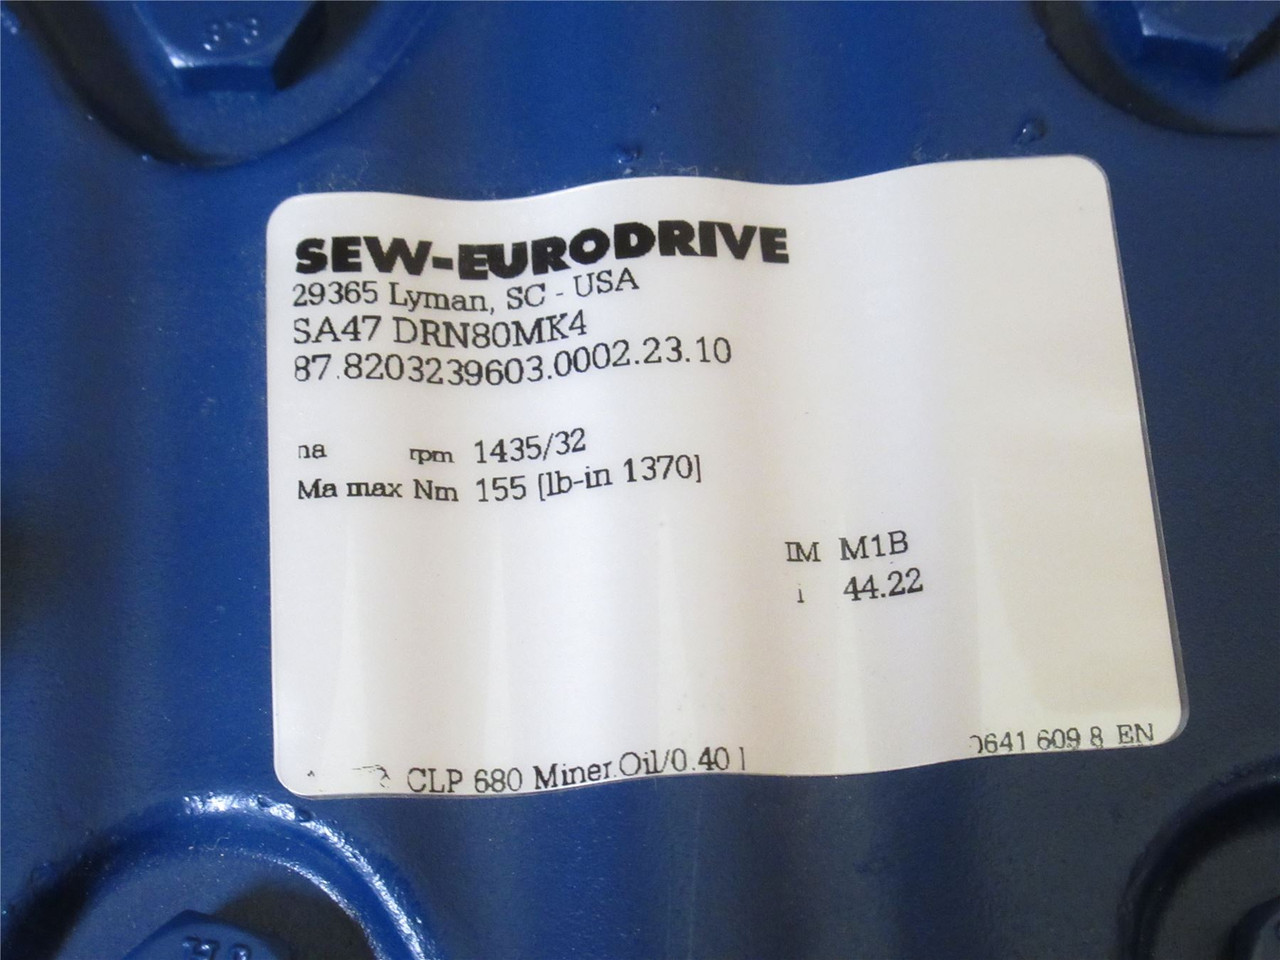 SEW-EURODRIVE
29365 Lyman, SC - USA
SA47 DRN80MK4
87.8203239603.0002.23.10
na rpm 1435/32
Ma max Nm 155 [lb-in 1370]
IM M1B
i 44.22
CLP 680 Miner.Oil/0.40 l
0641 609 8 EN